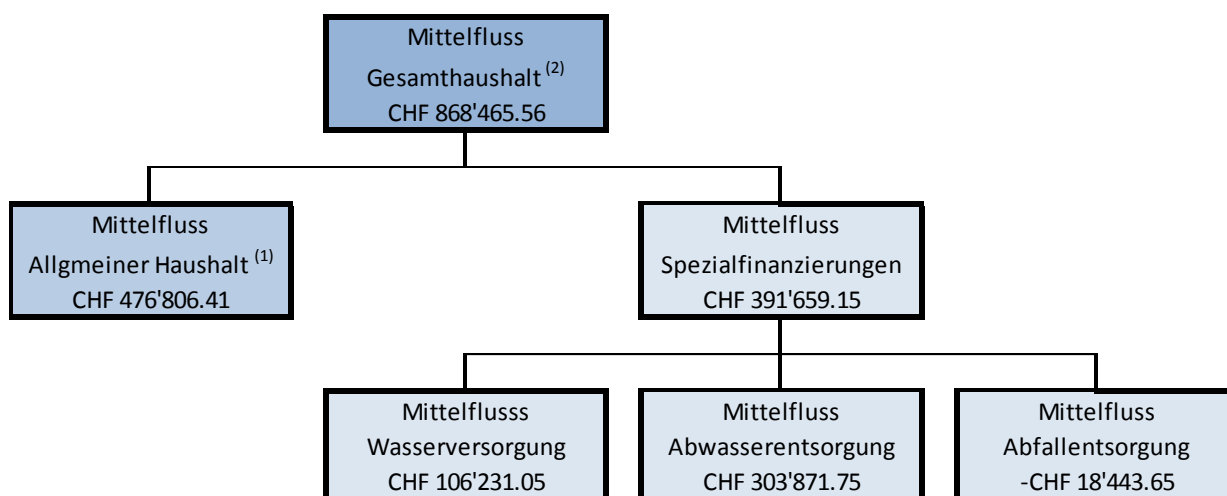 Mittelfluss
Gesamthaushalt (2)
CHF 868'465.56
Mittelfluss
Allgmeiner Haushalt (1)
CHF 476'806.41
Mittelfluss
Spezialfinanzierungen
CHF 391'659.15
Mittelflusss
Wasserversorgung
CHF 106'231.05
Mittelfluss
Abwasserentsorgung
CHF 303'871.75
Mittelfluss
Abfallentsorgung
-CHF 18'443.65